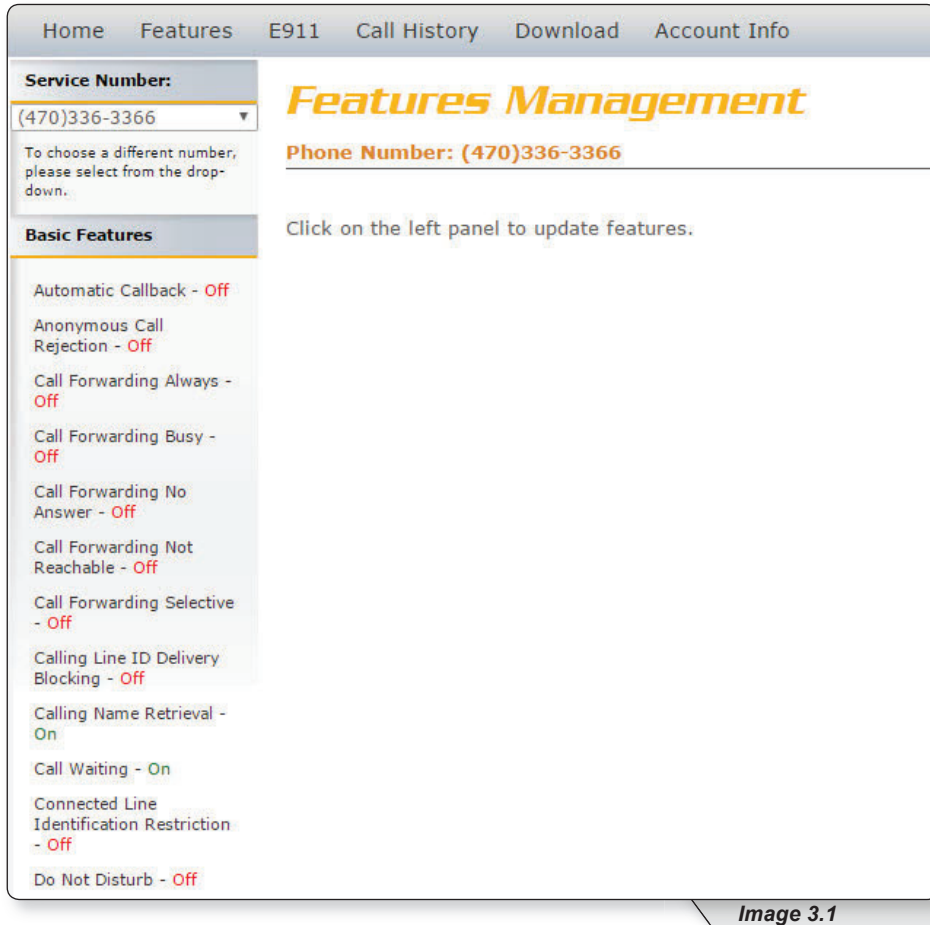 Home Features E911 Call History Download Account Info
Service Number:
(470)336-3366
To choose a different number,
please select from the drop-
down.
Basic Features
Automatic Callback - Off
Anonymous Call
Rejection - Off
Call Forwarding Always -
Off
Call Forwarding Busy -
Off
Call Forwarding No
Answer - Off
Call Forwarding Not
Reachable - Off
Call Forwarding Selective
- Off
Calling Line ID Delivery
Blocking - Off
Calling Name Retrieval -
On
Call Waiting - On
Connected Line
Identification Restriction
- Off
Do Not Disturb - Off
Features Management
Phone Number: (470)336-3366
Click on the left panel to update features.
Image 3.1